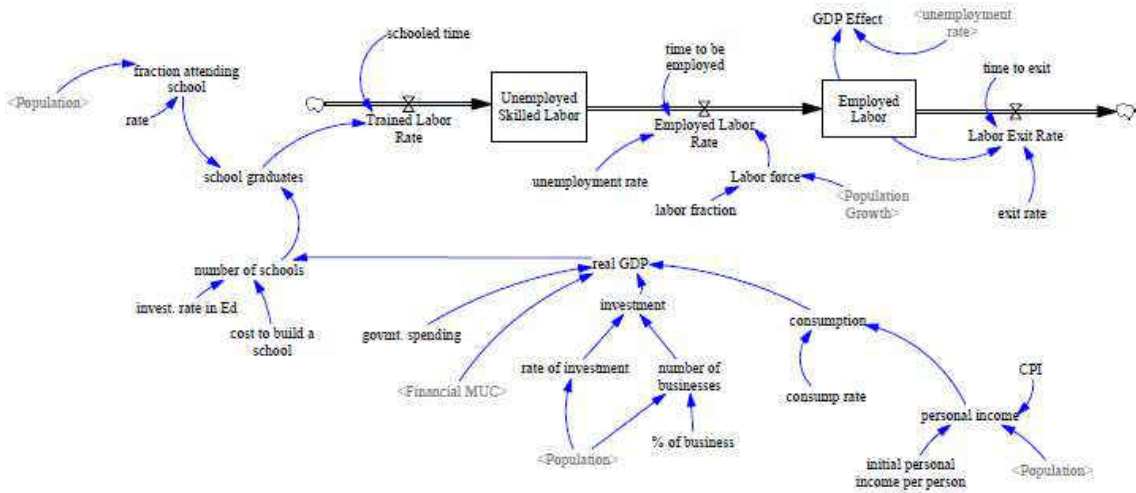 GDP Effect
<unemployment
rate>
schooled time
time to be
employed
time to exit
fraction attending
school
<Population>
rate
Trained Labor
Rate
Unemployed
Skilled Labor
Employed Labor
Rate
Employed
Labor
Labor Exit Rate
school graduates
unemployment rate
Labor force
labor fraction
<Population
Growth>
exit rate
number of schools
real GDP
invest. rate in Ed
cost to build a
school
govmt. spending
investment
consumption
<Financial MUC>
rate of investment
number of
businesses
consump rate
CPI
personal income
<Population>
% of business
initial personal
income per person
<Population>